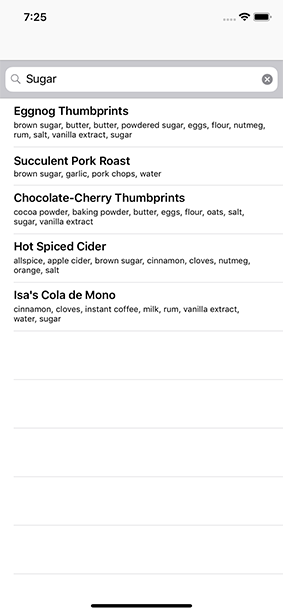 7:25
Sugar
Eggnog Thumbprints
brown sugar, butter, butter, powdered sugar, eggs, flour, nutmeg,
rum, salt, vanilla extract, sugar
Succulent Pork Roast
brown sugar, garlic, pork chops, water
Chocolate-Cherry Thumbprints
cocoa powder, baking powder, butter, eggs, flour, oats, salt,
sugar, vanilla extract
Hot Spiced Cider
allspice, apple cider, brown sugar, cinnamon, cloves, nutmeg,
orange, salt
Isa's Cola de Mono
cinnamon, cloves, instant coffee, milk, rum, vanilla extract,
water, sugar